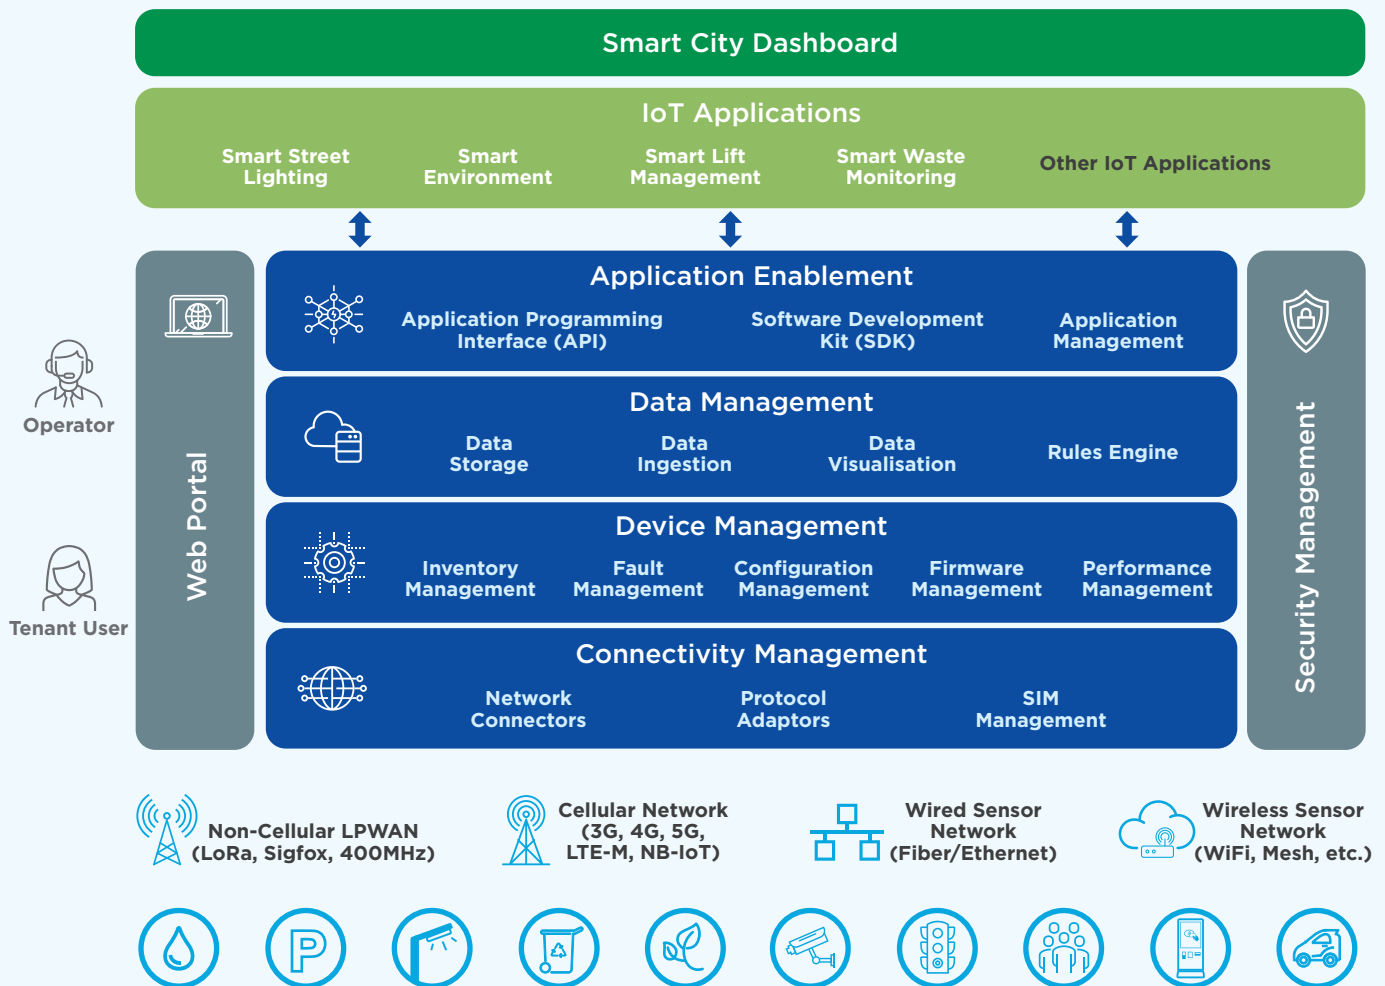 Smart City Dashboard
IoT Applications
Smart Street
Lighting
Smart
Environment
Smart Lift
Management
Smart Waste
Monitoring
Other IoT Applications
Operator
Tenant User
Web Portal
Application Enablement
Application Programming
Interface (API)
Software Development
Kit (SDK)
Application
Management
Data Management
Data
Storage
Data
Ingestion
Data
Visualisation
Rules Engine
Device Management
Inventory
Management
Fault
Management
Configuration
Management
Firmware
Management
Performance
Management
Connectivity Management
Network
Connectors
Protocol
Adaptors
SIM
Management
Security Management
Non-Cellular LPWAN
(LoRa, Sigfox, 400MHz)
Cellular Network
(3G, 4G, 5G,
LTE-M, NB-IoT)
Wired Sensor
Network
(Fiber/Ethernet)
Wireless Sensor
Network
(WiFi, Mesh, etc.)
P